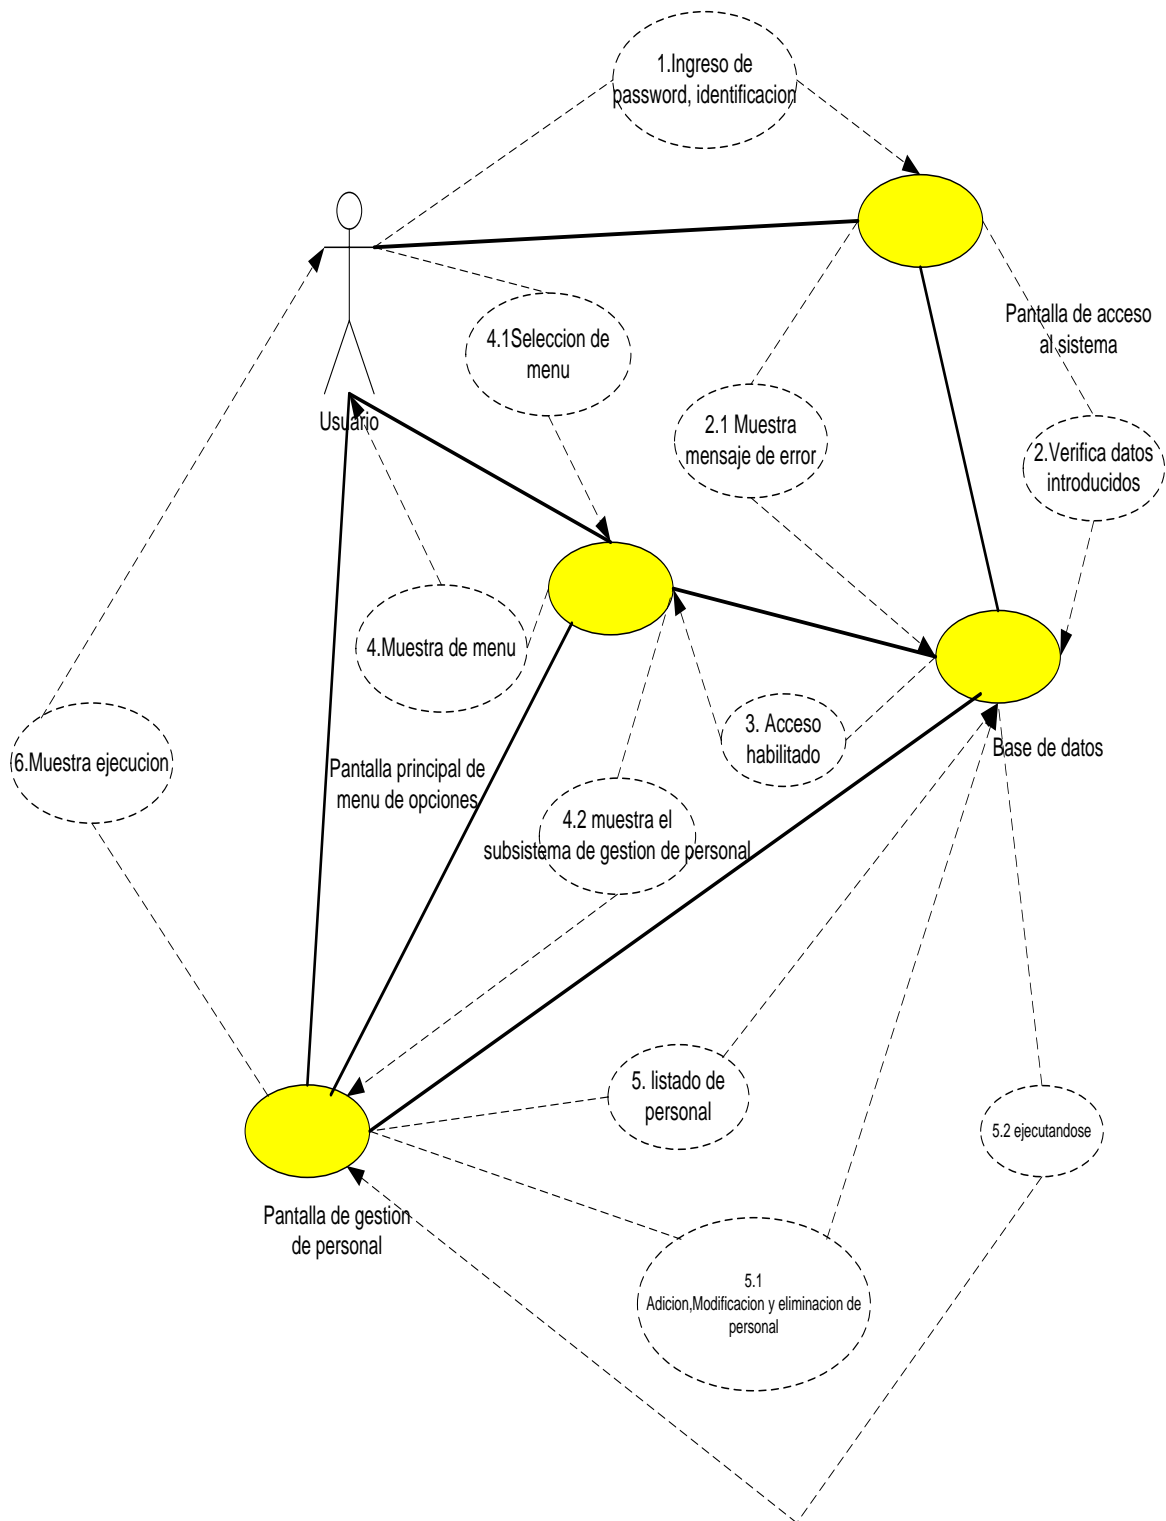 1.Ingreso de
password, identificacion
Pantalla de acceso
al sistema
4.1Seleccion de
menu
Usuario
2.1 Muestra
mensaje de error
2.Verifica datos
introducidos
4.Muestra de menu
3. Acceso
habilitado
Base de datos
6.Muestra ejecucion
Pantalla principal de
menu de opciones
4.2 muestra el
subsistema de gestion de personal
5. listado de
personal
5.2 ejecutandose
Pantalla de gestion
de personal
5.1
Adicion,Modificacion y eliminacion de
personal